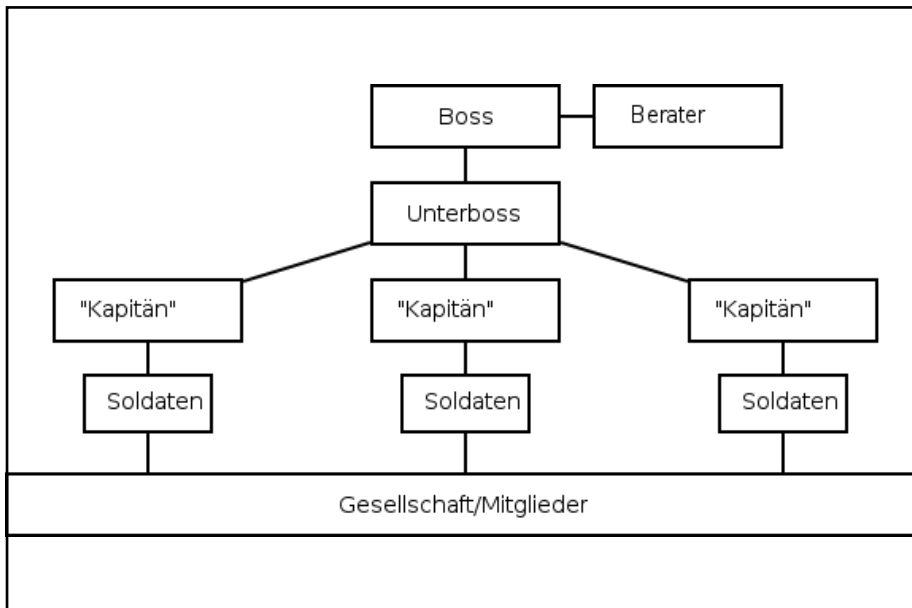 Boss
Berater
Unterboss
"Kapitän"
"Kapitän"
"Kapitän"
Soldaten
Soldaten
Soldaten
Gesellschaft/Mitglieder